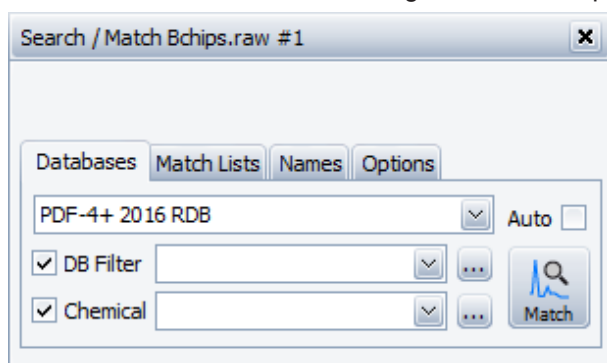 Search / Match Bchips.raw #1
Databases Match Lists Names Options
PDF-4+ 2016 RDB Auto
DB Filter ...
Chemical ... Match